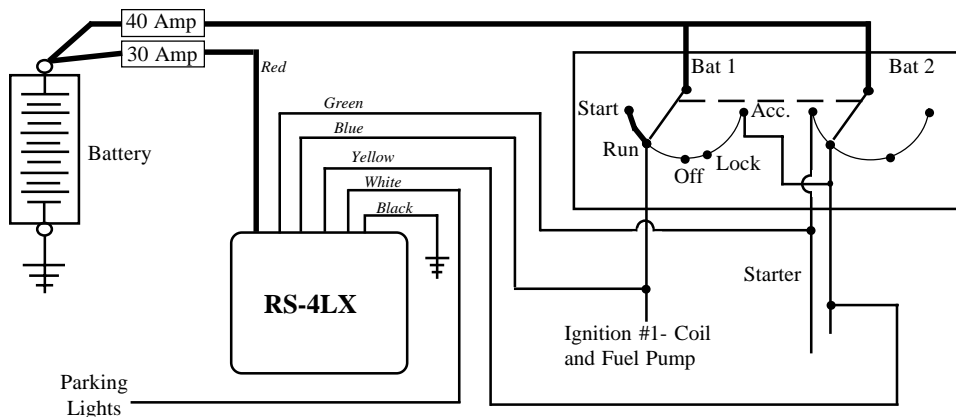 40 Amp
30 Amp
Red
Bat 1
Bat 2
Green
Start
Acc.
Blue
Battery
Run
Yellow
Lock
Off
White
Black
Starter
RS-4LX
Ignition #1- Coil
and Fuel Pump
Parking
Lights